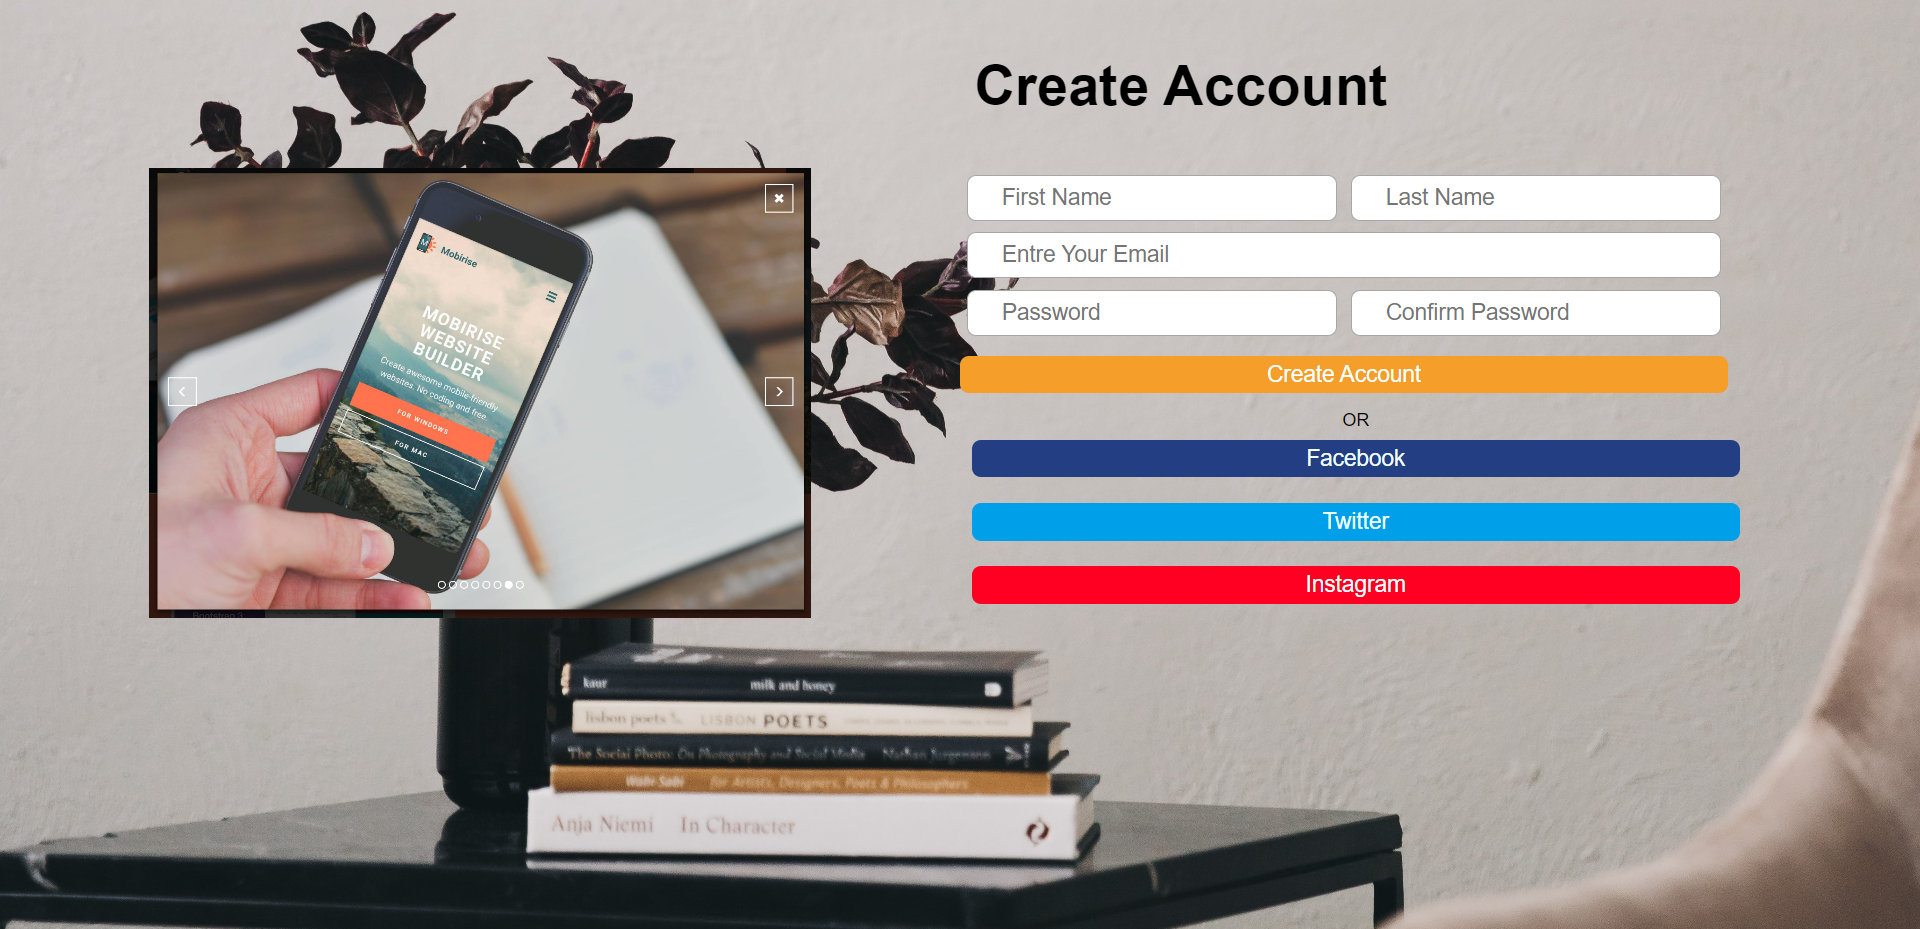 Create Account
First Name
Last Name
Entre Your Email
Password
Confirm Password
Create Account
OR
Facebook
Twitter
Instagram
M
Mobirise
MOBIRISE
WEBSITE
BUILDER
Create awesome mobile-friendly
websites. No coding and free.
FOR WINDOWS
FOR MAC
Bootstrap 3
kaur milk and honey
lisbon poets LISBON POETS
The Social Photo: On Photography and Social Media Nathan Jurgenson
Wabi-Sabi for Artists, Designers, Poets & Philosophers
Anja Niemi In Character